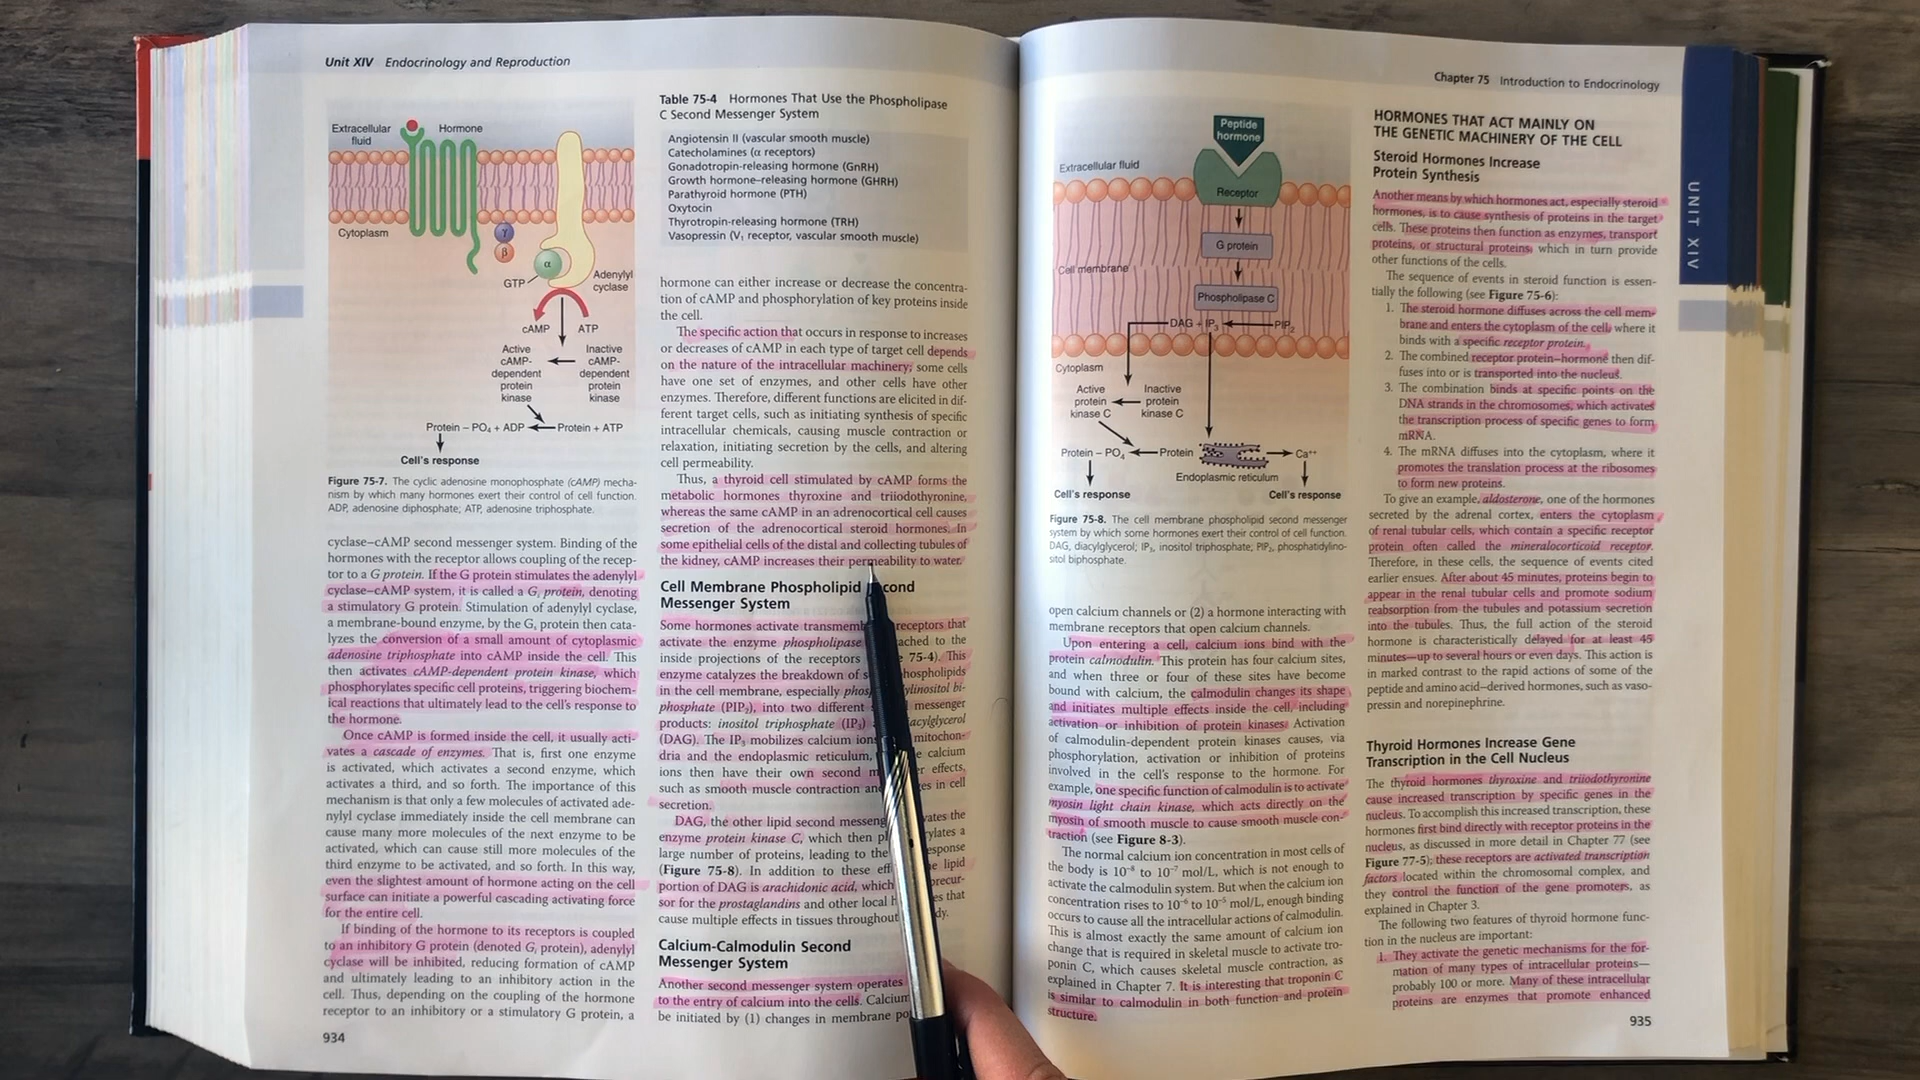 Unit XIV Endocrinology and Reproduction
Extracellular
fluid
Hormone
Cytoplasm
γ
β
α
GTP
Adenylyl
cyclase
cAMP
ATP
Active
cAMP-
dependent
protein
kinase
Inactive
cAMP-
dependent
protein
kinase
Protein – PO₄ + ADP
Protein + ATP
Cell's response
Figure 75-7. The cyclic adenosine monophosphate (cAMP) mecha-
nism by which many hormones exert their control of cell function.
ADP, adenosine diphosphate; ATP, adenosine triphosphate.
cyclase–cAMP second messenger system. Binding of the
hormones with the receptor allows coupling of the recep-
tor to a G protein. If the G protein stimulates the adenylyl
cyclase–cAMP system, it is called a Gₛ protein, denoting
a stimulatory G protein. Stimulation of adenylyl cyclase,
a membrane-bound enzyme, by the Gₛ protein then cata-
lyzes the conversion of a small amount of cytoplasmic
adenosine triphosphate into cAMP inside the cell. This
then activates cAMP-dependent protein kinase, which
phosphorylates specific cell proteins, triggering biochem-
ical reactions that ultimately lead to the cell's response to
the hormone.
Once cAMP is formed inside the cell, it usually acti-
vates a cascade of enzymes. That is, first one enzyme
is activated, which activates a second enzyme, which
activates a third, and so forth. The importance of this
mechanism is that only a few molecules of activated ade-
nylyl cyclase immediately inside the cell membrane can
cause many more molecules of the next enzyme to be
activated, which can cause still more molecules of the
third enzyme to be activated, and so forth. In this way,
even the slightest amount of hormone acting on the cell
surface can initiate a powerful cascading activating force
for the entire cell.
If binding of the hormone to its receptors is coupled
to an inhibitory G protein (denoted Gᵢ protein), adenylyl
cyclase will be inhibited, reducing formation of cAMP
and ultimately leading to an inhibitory action in the
cell. Thus, depending on the coupling of the hormone
receptor to an inhibitory or a stimulatory G protein, a
934
Table 75-4 Hormones That Use the Phospholipase
C Second Messenger System
Angiotensin II (vascular smooth muscle)
Catecholamines (α receptors)
Gonadotropin-releasing hormone (GnRH)
Growth hormone–releasing hormone (GHRH)
Parathyroid hormone (PTH)
Oxytocin
Thyrotropin-releasing hormone (TRH)
Vasopressin (V₁ receptor, vascular smooth muscle)
hormone can either increase or decrease the concentra-
tion of cAMP and phosphorylation of key proteins inside
the cell.
The specific action that occurs in response to increases
or decreases of cAMP in each type of target cell depends
on the nature of the intracellular machinery; some cells
have one set of enzymes, and other cells have other
enzymes. Therefore, different functions are elicited in dif-
ferent target cells, such as initiating synthesis of specific
intracellular chemicals, causing muscle contraction or
relaxation, initiating secretion by the cells, and altering
cell permeability.
Thus, a thyroid cell stimulated by cAMP forms the
metabolic hormones thyroxine and triiodothyronine,
whereas the same cAMP in an adrenocortical cell causes
secretion of the adrenocortical steroid hormones. In
some epithelial cells of the distal and collecting tubules of
the kidney, cAMP increases their permeability to water.
Cell Membrane Phospholipid cond
Messenger System
Some hormones activate transmemb receptors that
activate the enzyme phospholipase ached to the
inside projections of the receptors e 75-4). This
enzyme catalyzes the breakdown of s hospholipids
in the cell membrane, especially phos ylinositol bi-
phosphate (PIP₂), into two different messenger
products: inositol triphosphate (IP₃) acylglycerol
(DAG). The IP₃ mobilizes calcium ions mitochon-
dria and the endoplasmic reticulum, e calcium
ions then have their own second m r effects,
such as smooth muscle contraction and es in cell
secretion.
DAG, the other lipid second messeng vates the
enzyme protein kinase C, which then p rylates a
large number of proteins, leading to the esponse
(Figure 75-8). In addition to these eff e lipid
portion of DAG is arachidonic acid, which precur-
sor for the prostaglandins and other local h es that
cause multiple effects in tissues throughout dy.
Calcium-Calmodulin Second
Messenger System
Another second messenger system operates
to the entry of calcium into the cells. Calcium
be initiated by (1) changes in membrane po
Chapter 75 Introduction to Endocrinology
Peptide
hormone
Extracellular fluid
Receptor
G protein
Cell membrane
Phospholipase C
DAG + IP₃
PIP₂
Cytoplasm
Active
protein
kinase C
Inactive
protein
kinase C
Protein – PO₄
Protein
Ca⁺⁺
Endoplasmic reticulum
Cell's response
Cell's response
Figure 75-8. The cell membrane phospholipid second messenger
system by which some hormones exert their control of cell function.
DAG, diacylglycerol; IP₃, inositol triphosphate; PIP₂, phosphatidylino-
sitol biphosphate.
open calcium channels or (2) a hormone interacting with
membrane receptors that open calcium channels.
Upon entering a cell, calcium ions bind with the
protein calmodulin. This protein has four calcium sites,
and when three or four of these sites have become
bound with calcium, the calmodulin changes its shape
and initiates multiple effects inside the cell, including
activation or inhibition of protein kinases. Activation
of calmodulin-dependent protein kinases causes, via
phosphorylation, activation or inhibition of proteins
involved in the cell's response to the hormone. For
example, one specific function of calmodulin is to activate
myosin light chain kinase, which acts directly on the
myosin of smooth muscle to cause smooth muscle con-
traction (see Figure 8-3).
The normal calcium ion concentration in most cells of
the body is 10⁻⁸ to 10⁻⁷ mol/L, which is not enough to
activate the calmodulin system. But when the calcium ion
concentration rises to 10⁻⁶ to 10⁻⁵ mol/L, enough binding
occurs to cause all the intracellular actions of calmodulin.
This is almost exactly the same amount of calcium ion
change that is required in skeletal muscle to activate tro-
ponin C, which causes skeletal muscle contraction, as
explained in Chapter 7. It is interesting that troponin C
is similar to calmodulin in both function and protein
structure.
HORMONES THAT ACT MAINLY ON
THE GENETIC MACHINERY OF THE CELL
Steroid Hormones Increase
Protein Synthesis
Another means by which hormones act, especially steroid
hormones, is to cause synthesis of proteins in the target
cells. These proteins then function as enzymes, transport
proteins, or structural proteins, which in turn provide
other functions of the cells.
The sequence of events in steroid function is essen-
tially the following (see Figure 75-6):
1. The steroid hormone diffuses across the cell mem-
brane and enters the cytoplasm of the cell, where it
binds with a specific receptor protein.
2. The combined receptor protein–hormone then dif-
fuses into or is transported into the nucleus.
3. The combination binds at specific points on the
DNA strands in the chromosomes, which activates
the transcription process of specific genes to form
mRNA.
4. The mRNA diffuses into the cytoplasm, where it
promotes the translation process at the ribosomes
to form new proteins.
To give an example, aldosterone, one of the hormones
secreted by the adrenal cortex, enters the cytoplasm
of renal tubular cells, which contain a specific receptor
protein often called the mineralocorticoid receptor.
Therefore, in these cells, the sequence of events cited
earlier ensues. After about 45 minutes, proteins begin to
appear in the renal tubular cells and promote sodium
reabsorption from the tubules and potassium secretion
into the tubules. Thus, the full action of the steroid
hormone is characteristically delayed for at least 45
minutes—up to several hours or even days. This action is
in marked contrast to the rapid actions of some of the
peptide and amino acid–derived hormones, such as vaso-
pressin and norepinephrine.
Thyroid Hormones Increase Gene
Transcription in the Cell Nucleus
The thyroid hormones thyroxine and triiodothyronine
cause increased transcription by specific genes in the
nucleus. To accomplish this increased transcription, these
hormones first bind directly with receptor proteins in the
nucleus, as discussed in more detail in Chapter 77 (see
Figure 77-5); these receptors are activated transcription
factors located within the chromosomal complex, and
they control the function of the gene promoters, as
explained in Chapter 3.
The following two features of thyroid hormone func-
tion in the nucleus are important:
1. They activate the genetic mechanisms for the for-
mation of many types of intracellular proteins—
probably 100 or more. Many of these intracellular
proteins are enzymes that promote enhanced
935
UNIT XIV